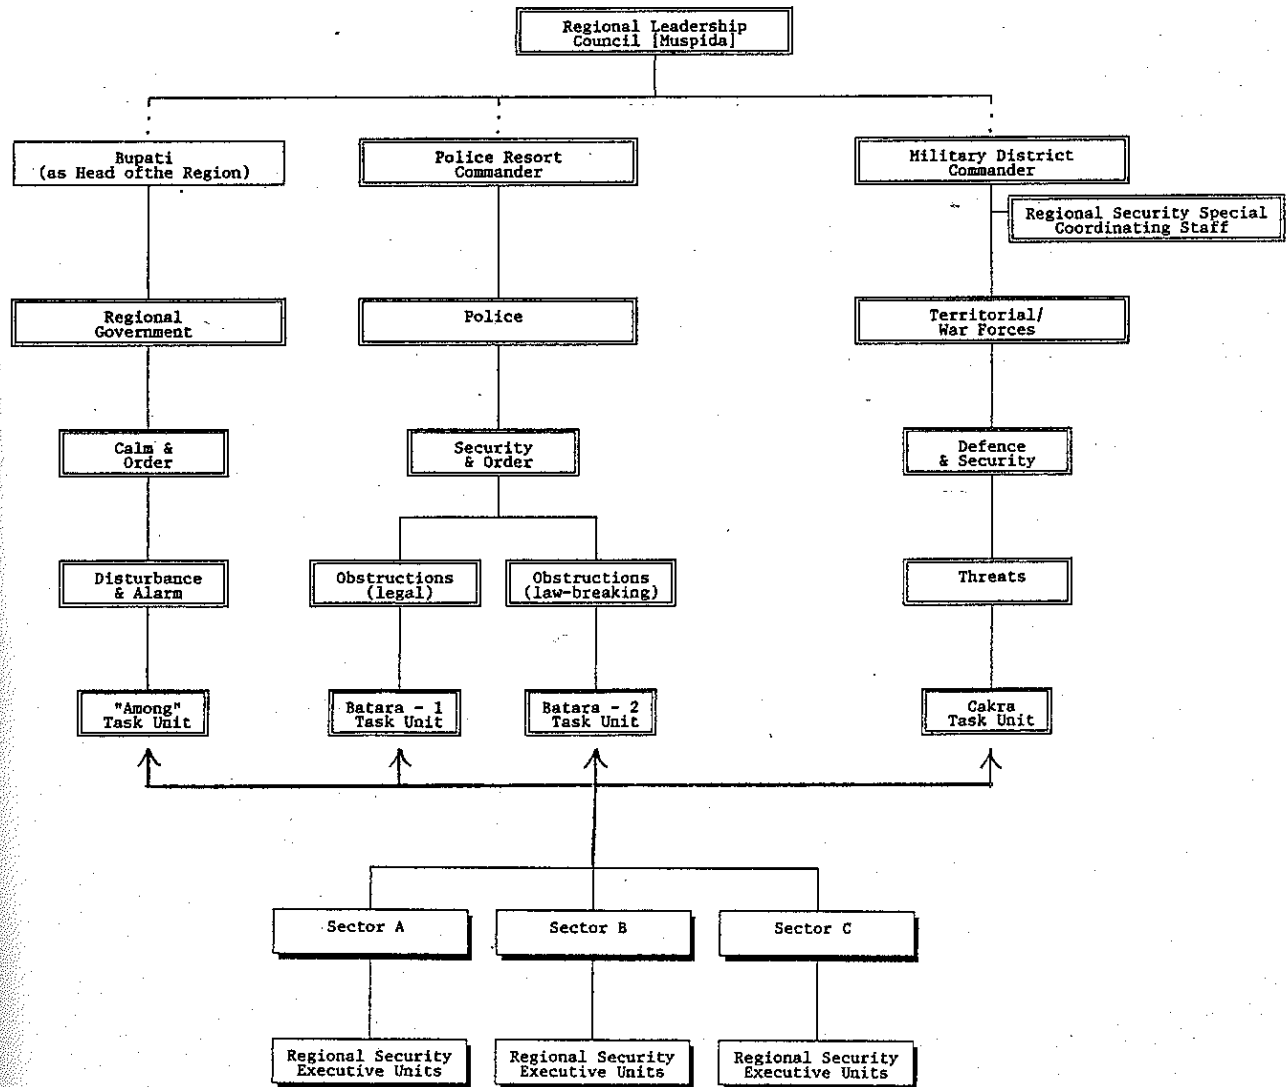 Regional Leadership
Council [Muspida]
Bupati
(as Head ofthe Region)
Police Resort
Commander
Military District
Commander
Regional Security Special
Coordinating Staff
Regional
Government
Police
Territorial/
War Forces
Calm &
Order
Security
& Order
Defence
& Security
Disturbance
& Alarm
Obstructions
(legal)
Obstructions
(law-breaking)
Threats
"Among"
Task Unit
Batara - 1
Task Unit
Batara - 2
Task Unit
Cakra
Task Unit
Sector A
Sector B
Sector C
Regional Security
Executive Units
Regional Security
Executive Units
Regional Security
Executive Units